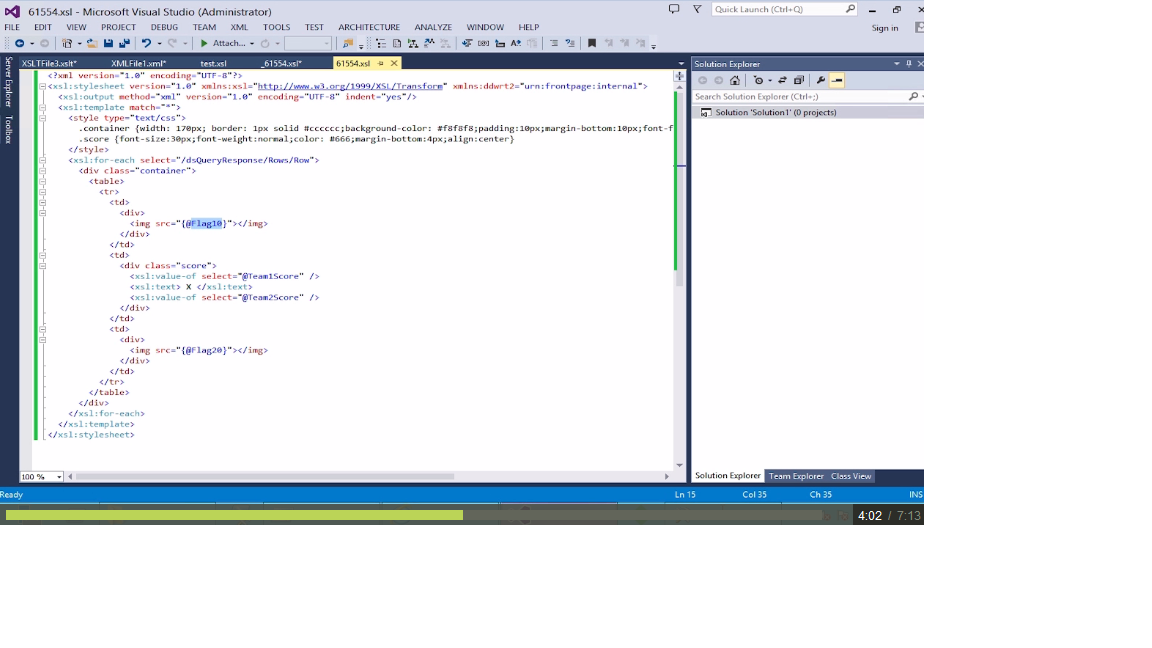 61554.xsl - Microsoft Visual Studio (Administrator)
Quick Launch (Ctrl+Q)
FILE EDIT VIEW PROJECT DEBUG TEAM XML TOOLS TEST ARCHITECTURE ANALYZE WINDOW HELP
Sign in
Attach...
XSLTFile3.xslt* XMLFile1.xml* test.xsl _61554.xsl* 61554.xsl
Server Explorer
Toolbox
<?xml version="1.0" encoding="UTF-8"?>
<xsl:stylesheet version="1.0" xmlns:xsl="http://www.w3.org/1999/XSL/Transform" xmlns:ddwrt2="urn:frontpage:internal">
<xsl:output method="xml" version="1.0" encoding="UTF-8" indent="yes"/>
<xsl:template match="*">
<style type="text/css">
.container {width: 170px; border: 1px solid #cccccc;background-color: #f8f8f8;padding:10px;margin-bottom:10px;font-f
.score {font-size:30px;font-weight:normal;color: #666;margin-bottom:4px;align:center}
</style>
<xsl:for-each select="/dsQueryResponse/Rows/Row">
<div class="container">
<table>
<tr>
<td>
<div>
<img src="{@Flag10}"></img>
</div>
</td>
<td>
<div class="score">
<xsl:value-of select="@Team1Score" />
<xsl:text> X </xsl:text>
<xsl:value-of select="@Team2Score" />
</div>
</td>
<td>
<div>
<img src="{@Flag20}"></img>
</div>
</td>
</tr>
</table>
</div>
</xsl:for-each>
</xsl:template>
</xsl:stylesheet>
100 %
Solution Explorer
Search Solution Explorer (Ctrl+;)
Solution 'Solution1' (0 projects)
Solution Explorer Team Explorer Class View
Ready Ln 15 Col 35 Ch 35 INS
4:02 / 7:13